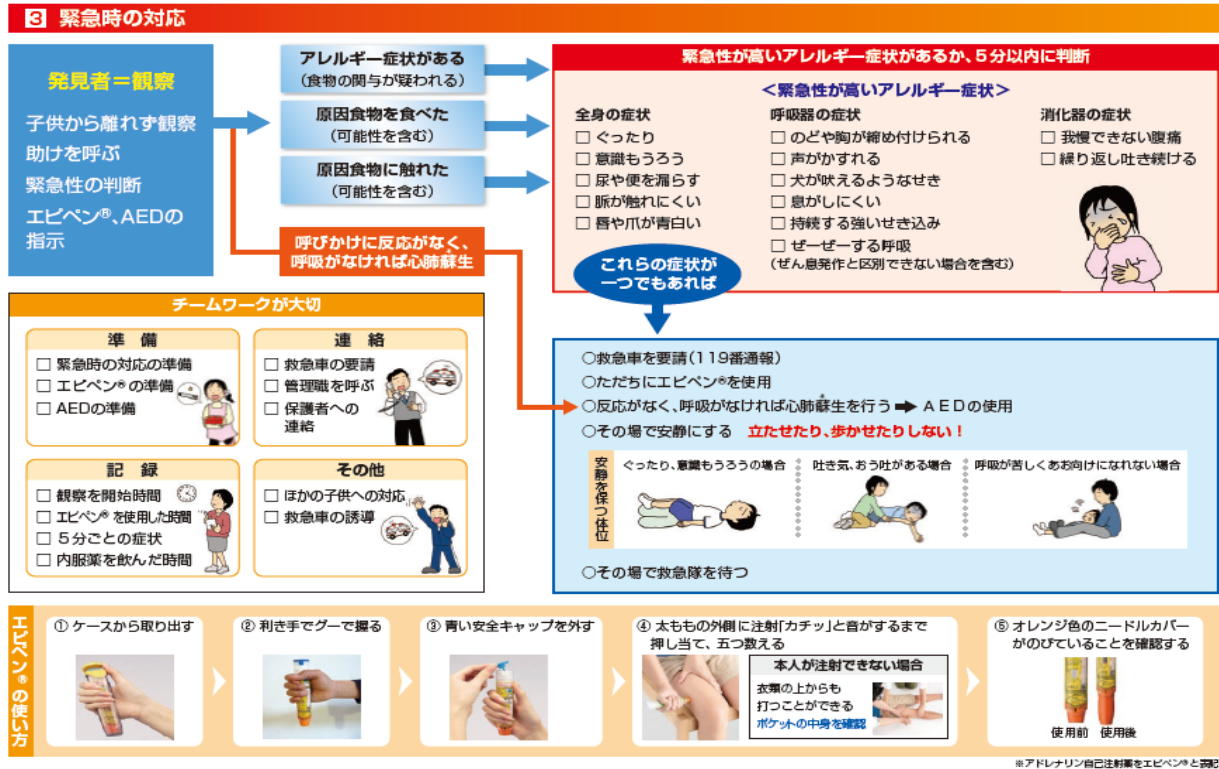 3 緊急時の対応
発見者＝観察
子供から離れず観察
助けを呼ぶ
緊急性の判断
エピペン®、AEDの
指示
アレルギー症状がある
（食物の関与が疑われる）
原因食物を食べた
（可能性を含む）
原因食物に触れた
（可能性を含む）
呼びかけに反応がなく、
呼吸がなければ心肺蘇生
緊急性が高いアレルギー症状があるか、5分以内に判断
＜緊急性が高いアレルギー症状＞
全身の症状
□ ぐったり
□ 意識もうろう
□ 尿や便を漏らす
□ 脈が触れにくい
□ 唇や爪が青白い
呼吸器の症状
□ のどや胸が締め付けられる
□ 声がかすれる
□ 犬が吠えるようなせき
□ 息がしにくい
□ 持続する強いせき込み
□ ぜーぜーする呼吸
（ぜん息発作と区別できない場合を含む）
消化器の症状
□ 我慢できない腹痛
□ 繰り返し吐き続ける
これらの症状が
一つでもあれば
チームワークが大切
準 備
□ 緊急時の対応の準備
□ エピペン®の準備
□ AEDの準備
連 絡
□ 救急車の要請
□ 管理職を呼ぶ
□ 保護者への
連絡
記 録
□ 観察を開始時間
□ エピペン®を使用した時間
□ 5分ごとの症状
□ 内服薬を飲んだ時間
その他
□ ほかの子供への対応
□ 救急車の誘導
○救急車を要請（119番通報）
○ただちにエピペン®を使用
○反応がなく、呼吸がなければ心肺蘇生を行う➡AEDの使用
○その場で安静にする 立たせたり、歩かせたりしない！
安静を保つ体位
ぐったり、意識もうろうの場合
吐き気、おう吐がある場合
呼吸が苦しくあお向けになれない場合
○その場で救急隊を待つ
エピペン®の使い方
① ケースから取り出す
② 利き手でグーで握る
③ 青い安全キャップを外す
④ 太ももの外側に注射「カチッ」と音がするまで
押し当て、五つ数える
本人が注射できない場合
衣類の上からも
打つことができる
ポケットの中身を確認
⑤ オレンジ色のニードルカバー
がのびていることを確認する
使用前 使用後
※アドレナリン自己注射薬をエピペン®と表記